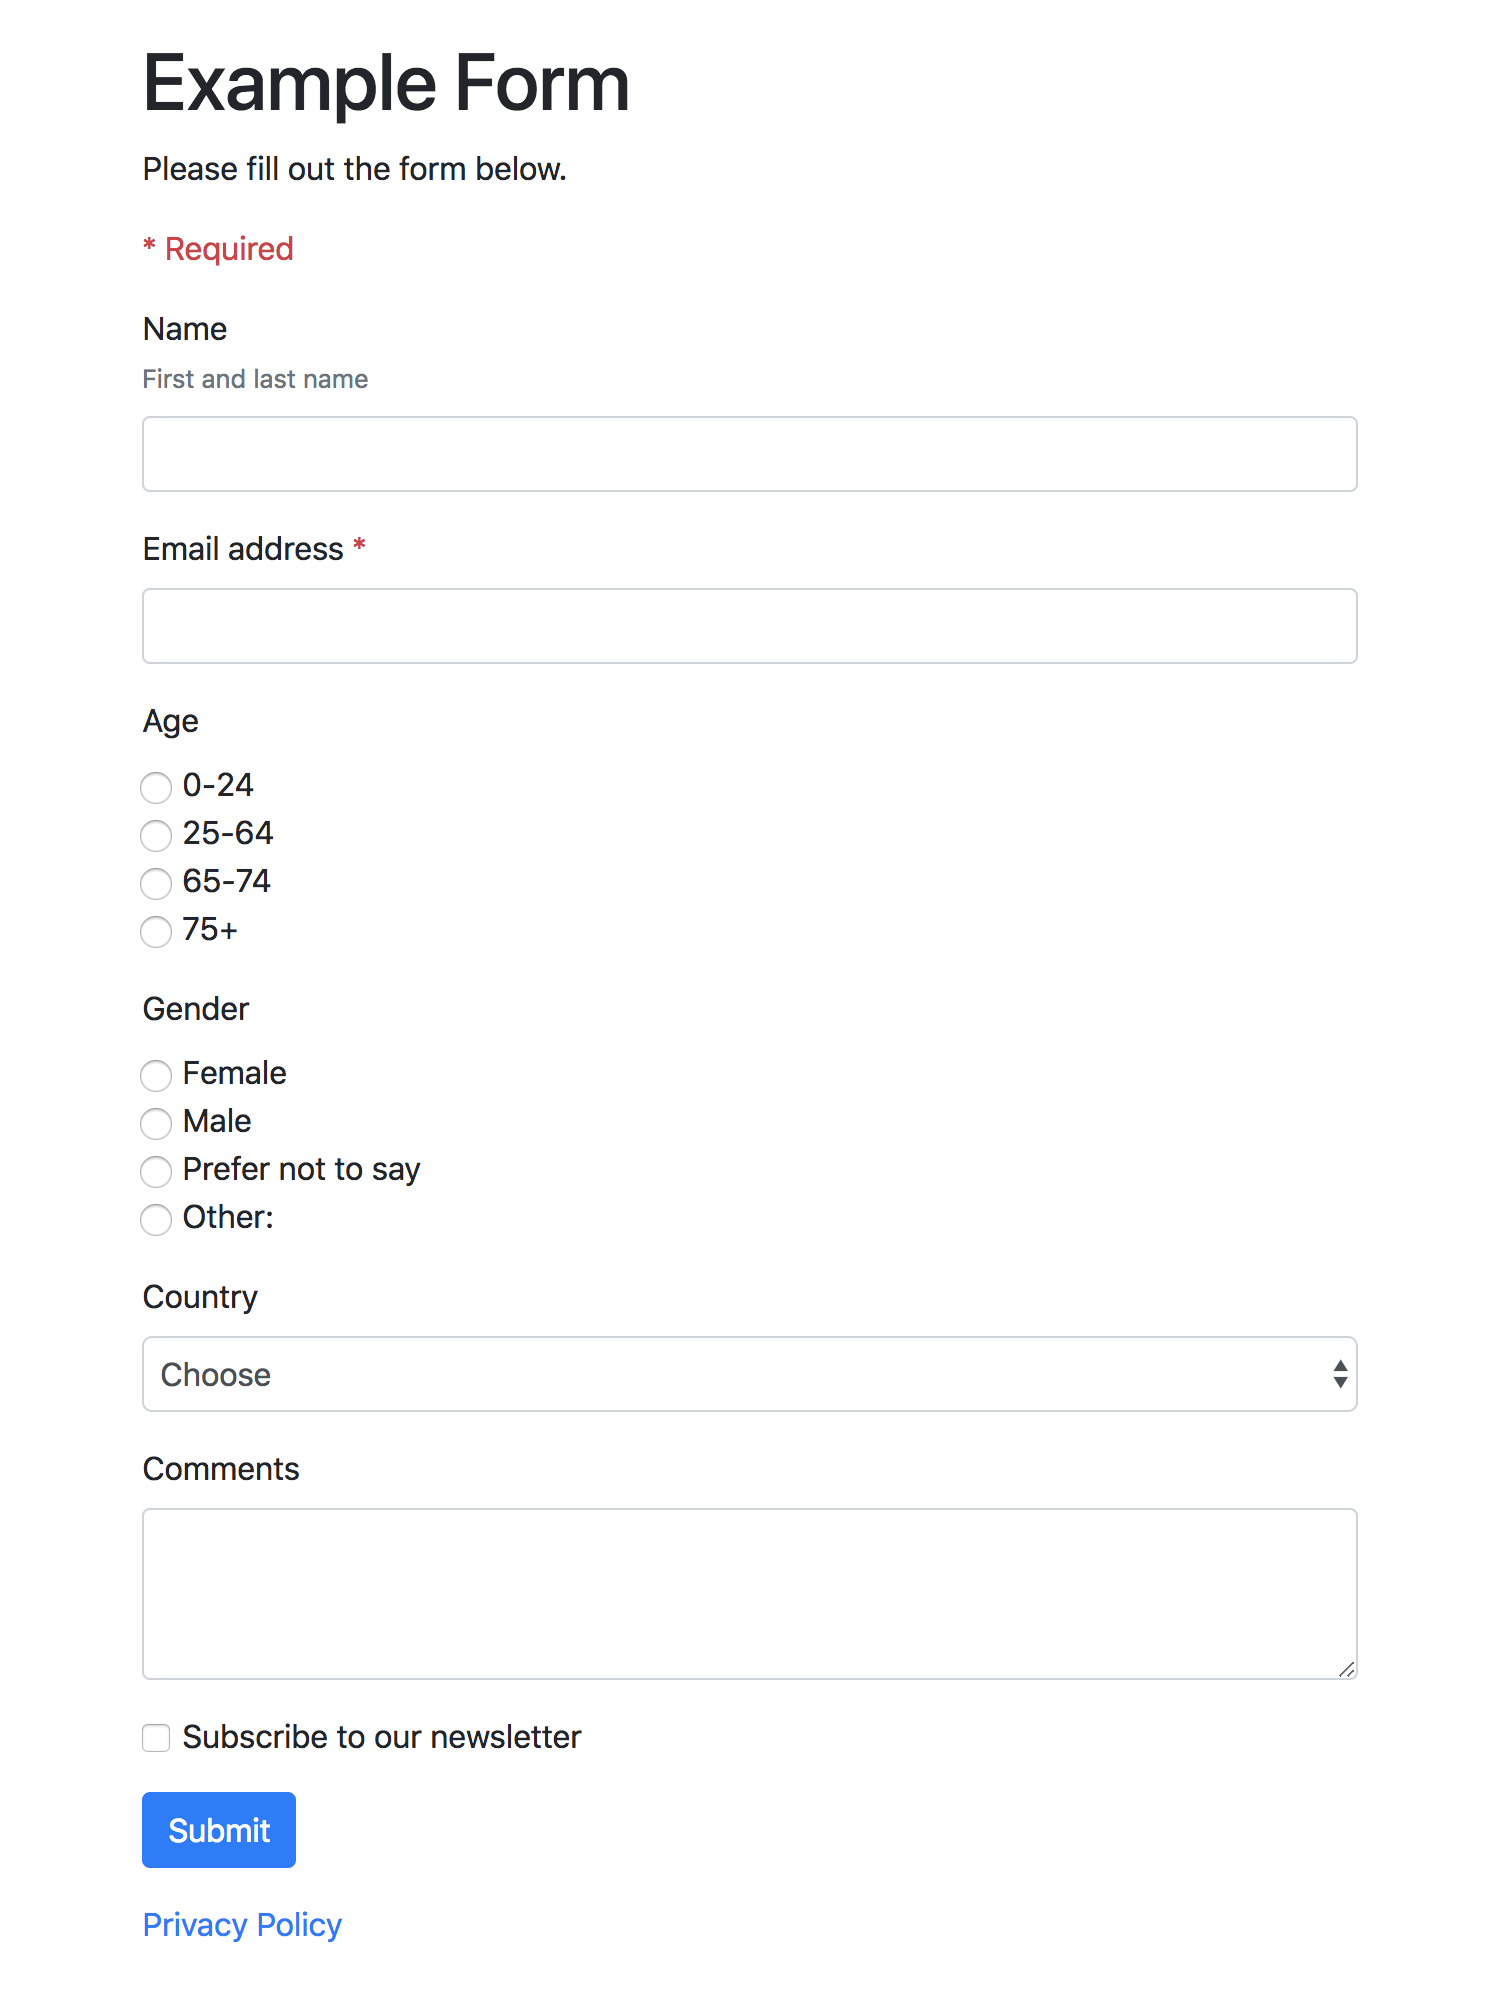 Example Form
Please fill out the form below.
* Required
Name
First and last name
Email address *
Age
0-24
25-64
65-74
75+
Gender
Female
Male
Prefer not to say
Other:
Country
Choose
Comments
Subscribe to our newsletter
Submit
Privacy Policy